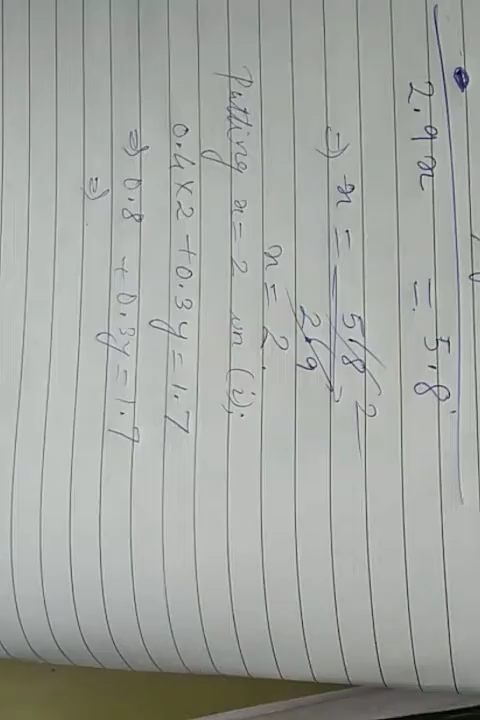 2.9x = 5.8
⇒ x = 5.8/2.9 2
x = 2.
Putting x = 2 in (i);
0.4 × 2 + 0.3y = 1.7
⇒ 0.8 + 0.3y = 1.7
⇒